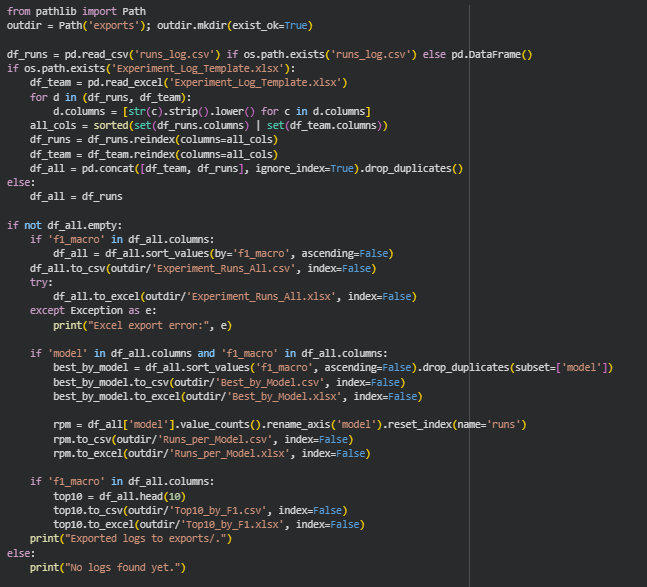 from pathlib import Path
outdir = Path('exports'); outdir.mkdir(exist_ok=True)

df_runs = pd.read_csv('runs_log.csv') if os.path.exists('runs_log.csv') else pd.DataFrame()
if os.path.exists('Experiment_Log_Template.xlsx'):
    df_team = pd.read_excel('Experiment_Log_Template.xlsx')
    for d in (df_runs, df_team):
        d.columns = [str(c).strip().lower() for c in d.columns]
    all_cols = sorted(set(df_runs.columns) | set(df_team.columns))
    df_runs = df_runs.reindex(columns=all_cols)
    df_team = df_team.reindex(columns=all_cols)
    df_all = pd.concat([df_team, df_runs], ignore_index=True).drop_duplicates()
else:
    df_all = df_runs

if not df_all.empty:
    if 'f1_macro' in df_all.columns:
        df_all = df_all.sort_values(by='f1_macro', ascending=False)
    df_all.to_csv(outdir/'Experiment_Runs_All.csv', index=False)
    try:
        df_all.to_excel(outdir/'Experiment_Runs_All.xlsx', index=False)
    except Exception as e:
        print("Excel export error:", e)

    if 'model' in df_all.columns and 'f1_macro' in df_all.columns:
        best_by_model = df_all.sort_values('f1_macro', ascending=False).drop_duplicates(subset=['model'])
        best_by_model.to_csv(outdir/'Best_by_Model.csv', index=False)
        best_by_model.to_excel(outdir/'Best_by_Model.xlsx', index=False)

        rpm = df_all['model'].value_counts().rename_axis('model').reset_index(name='runs')
        rpm.to_csv(outdir/'Runs_per_Model.csv', index=False)
        rpm.to_excel(outdir/'Runs_per_Model.xlsx', index=False)

    if 'f1_macro' in df_all.columns:
        top10 = df_all.head(10)
        top10.to_csv(outdir/'Top10_by_F1.csv', index=False)
        top10.to_excel(outdir/'Top10_by_F1.xlsx', index=False)
    print("Exported logs to exports/.")
else:
    print("No logs found yet.")